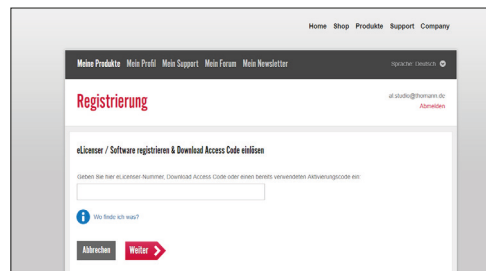 Home Shop Produkte Support Company
Meine Produkte Mein Profil Mein Support Mein Forum Mein Newsletter Sprache: Deutsch
Registrierung
af.studio@thomann.de
Abmelden
eLicenser / Software registrieren & Download Access Code einlösen
Geben Sie hier eLicenser-Nummer, Download Access Code oder einen bereits verwendeten Aktivierungscode ein:
Wo finde ich was?
Abbrechen Weiter